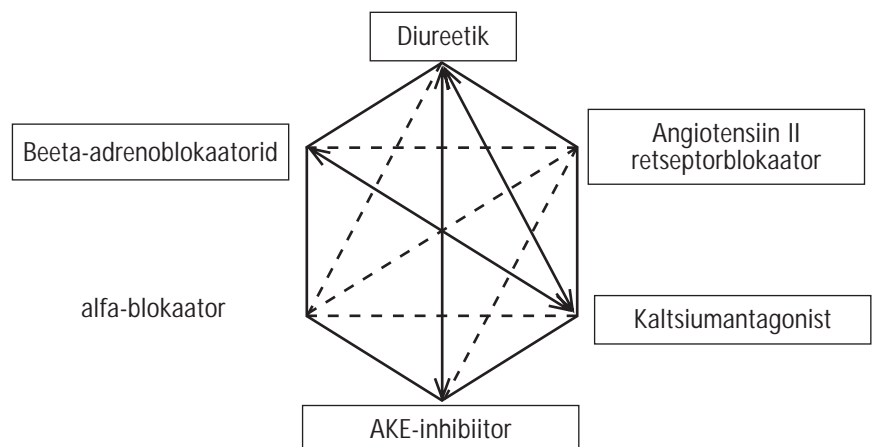 Diureetik
Beeta-adrenoblokaatorid
Angiotensiin II
retseptorblokaator
alfa-blokaator
Kaltsiumantagonist
AKE-inhibiitor